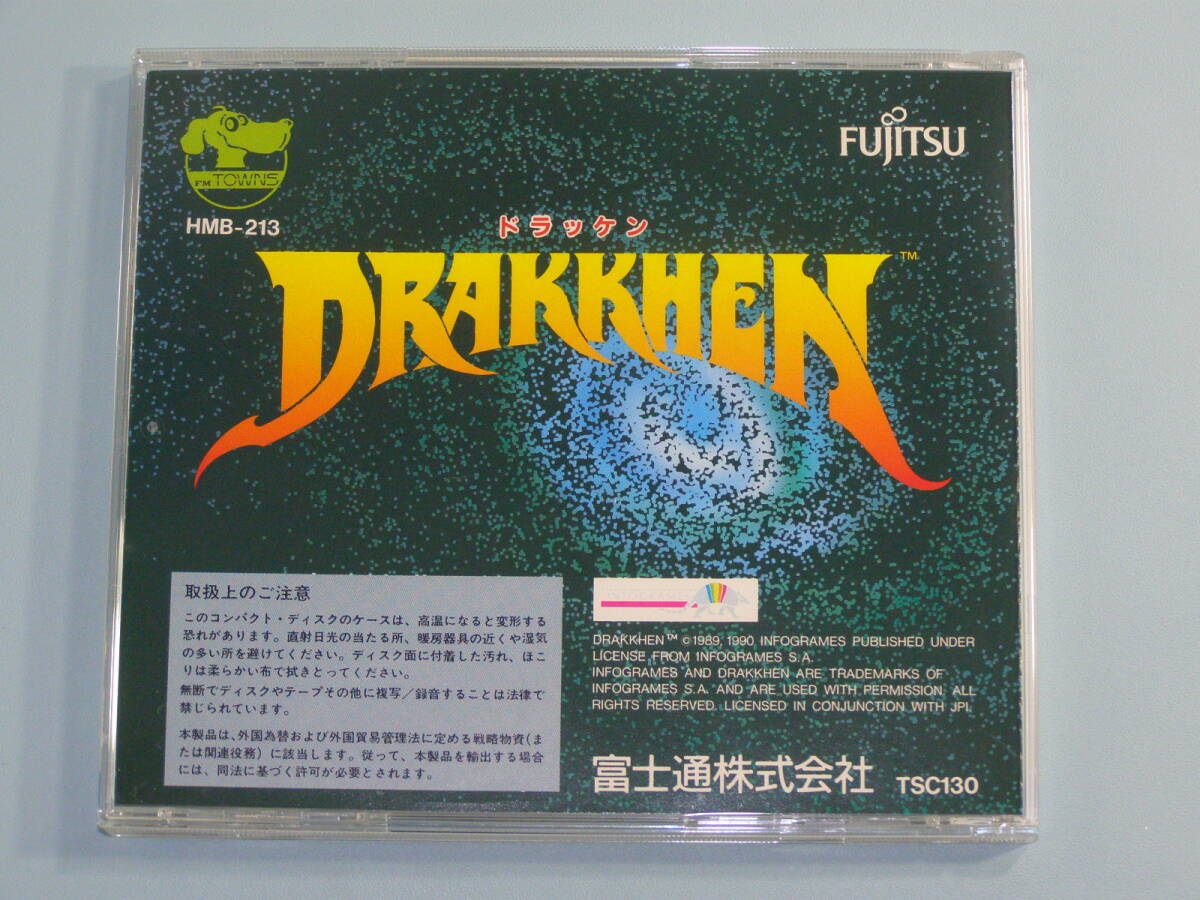 FM TOWNS
HMB-213
FUJITSU
ドラッケン
DRAKKHEN™
取扱上のご注意
このコンパクト・ディスクのケースは、高温になると変形する
恐れがあります。直射日光の当たる所、暖房器具の近くや湿気
の多い所を避けてください。ディスク面に付着した汚れ、ほこ
りは柔らかい布で拭きとってください。
無断でディスクやテープその他に複写／録音することは法律で
禁じられています。
本製品は、外国為替および外国貿易管理法に定める戦略物資(ま
たは関連役務)に該当します。従って、本製品を輸出する場合
には、同法に基づく許可が必要とされます。
INFOGRAMES
DRAKKHEN™ ©1989, 1990 INFOGRAMES PUBLISHED UNDER
LICENSE FROM INFOGRAMES S.A.
INFOGRAMES AND DRAKKHEN ARE TRADEMARKS OF
INFOGRAMES S.A. AND ARE USED WITH PERMISSION. ALL
RIGHTS RESERVED. LICENSED IN CONJUNCTION WITH JPI.
富士通株式会社 TSC130